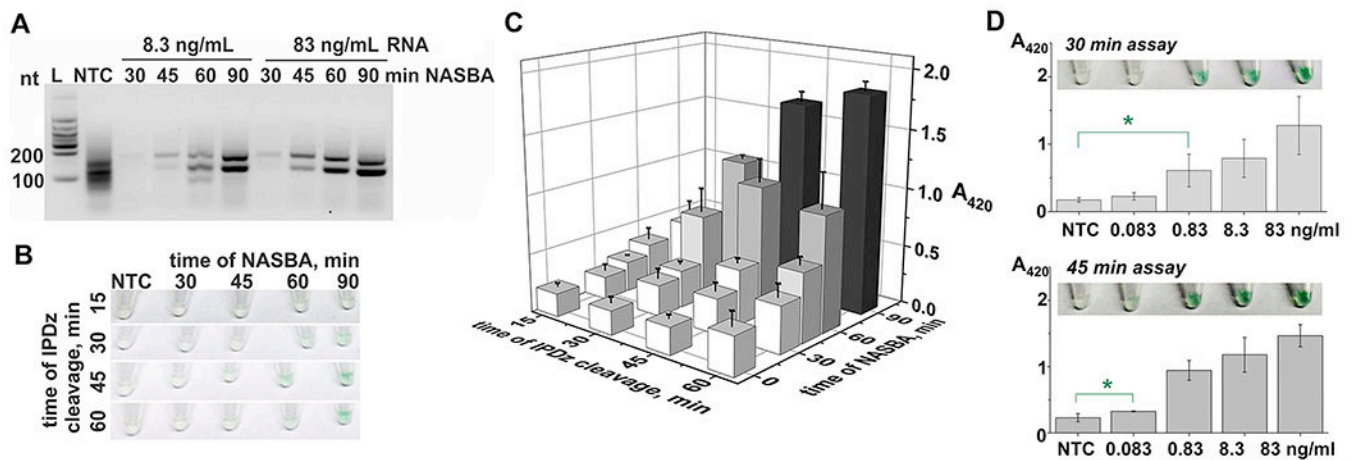 A
8.3 ng/mL 83 ng/mL RNA
nt L NTC 30 45 60 90 30 45 60 90 min NASBA
200
100
B
time of NASBA, min
NTC 30 45 60 90
time of IPDz
cleavage, min
15
30
45
60
C
2.0
1.5
1.0
0.5
0.0
A420
15
30
45
60
time of IPDz cleavage, min
0
30
60
90
time of NASBA, min
D
A420
30 min assay
2
*
1
0
NTC 0.083 0.83 8.3 83 ng/ml
A420
45 min assay
2
*
1
0
NTC 0.083 0.83 8.3 83 ng/ml